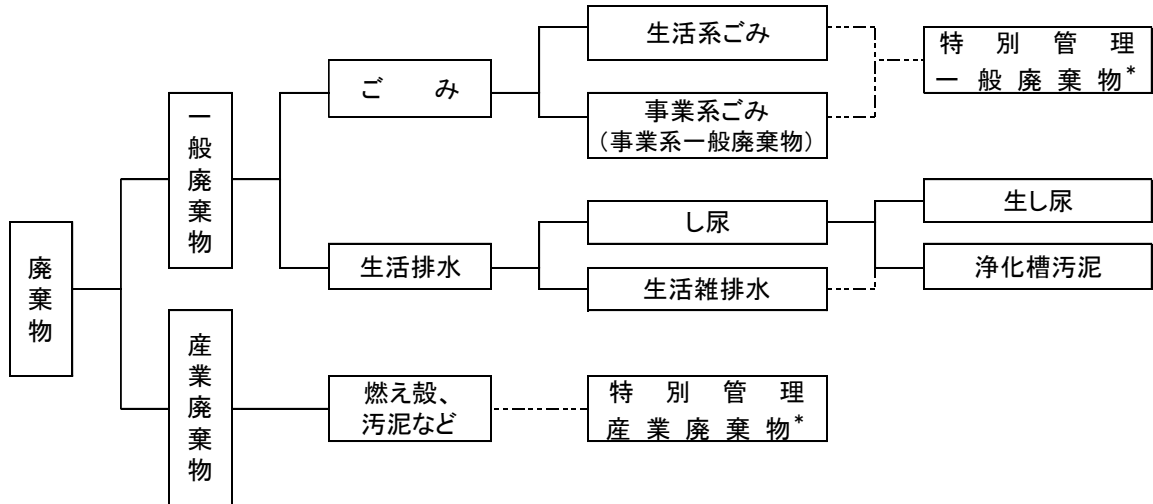 廃棄物
一般廃棄物
産業廃棄物
ごみ
生活排水
燃え殻、
汚泥など
生活系ごみ
事業系ごみ
(事業系一般廃棄物)
し尿
生活雑排水
特別管理
産業廃棄物*
特別管理
一般廃棄物*
生し尿
浄化槽汚泥